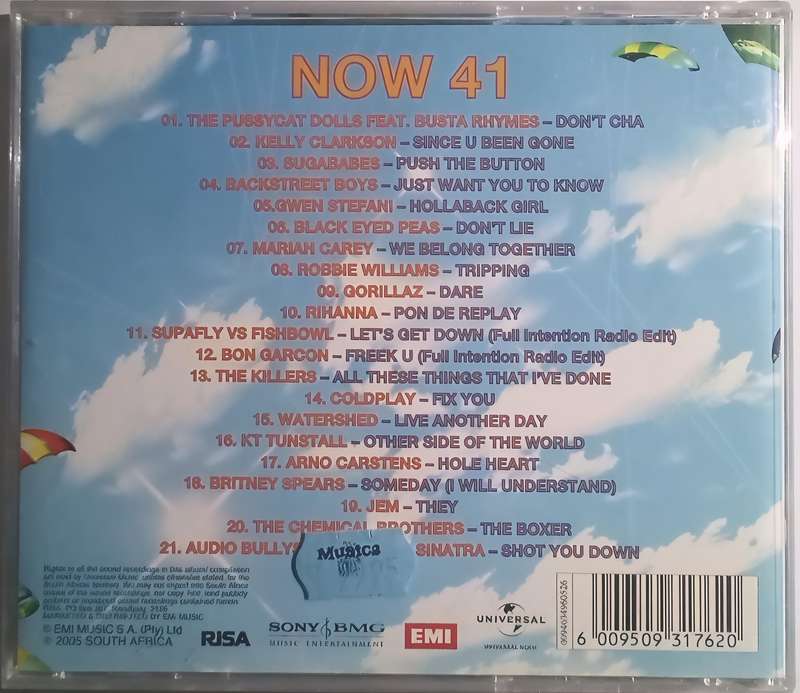 NOW 41
01. THE PUSSYCAT DOLLS FEAT. BUSTA RHYMES – DON'T CHA
02. KELLY CLARKSON – SINCE U BEEN GONE
03. SUGABABES – PUSH THE BUTTON
04. BACKSTREET BOYS – JUST WANT YOU TO KNOW
05.GWEN STEFANI – HOLLABACK GIRL
06. BLACK EYED PEAS – DON'T LIE
07. MARIAH CAREY – WE BELONG TOGETHER
08. ROBBIE WILLIAMS – TRIPPING
09. GORILLAZ – DARE
10. RIHANNA – PON DE REPLAY
11. SUPAFLY VS FISHBOWL – LET'S GET DOWN (Full Intention Radio Edit)
12. BON GARCON – FREEK U (Full Intention Radio Edit)
13. THE KILLERS – ALL THESE THINGS THAT I'VE DONE
14. COLDPLAY – FIX YOU
15. WATERSHED – LIVE ANOTHER DAY
16. KT TUNSTALL – OTHER SIDE OF THE WORLD
17. ARNO CARSTENS – HOLE HEART
18. BRITNEY SPEARS – SOMEDAY (I WILL UNDERSTAND)
19. JEM – THEY
20. THE CHEMICAL BROTHERS – THE BOXER
21. AUDIO BULLYS SINATRA – SHOT YOU DOWN
Musica
© EMI MUSIC S A. (Pty) Ltd
℗ 2005 SOUTH AFRICA
RISA
SONY BMG
MUSIC ENTERTAINMENT
EMI
UNIVERSAL
UNIVERSAL MUSIC
6 009509 317620